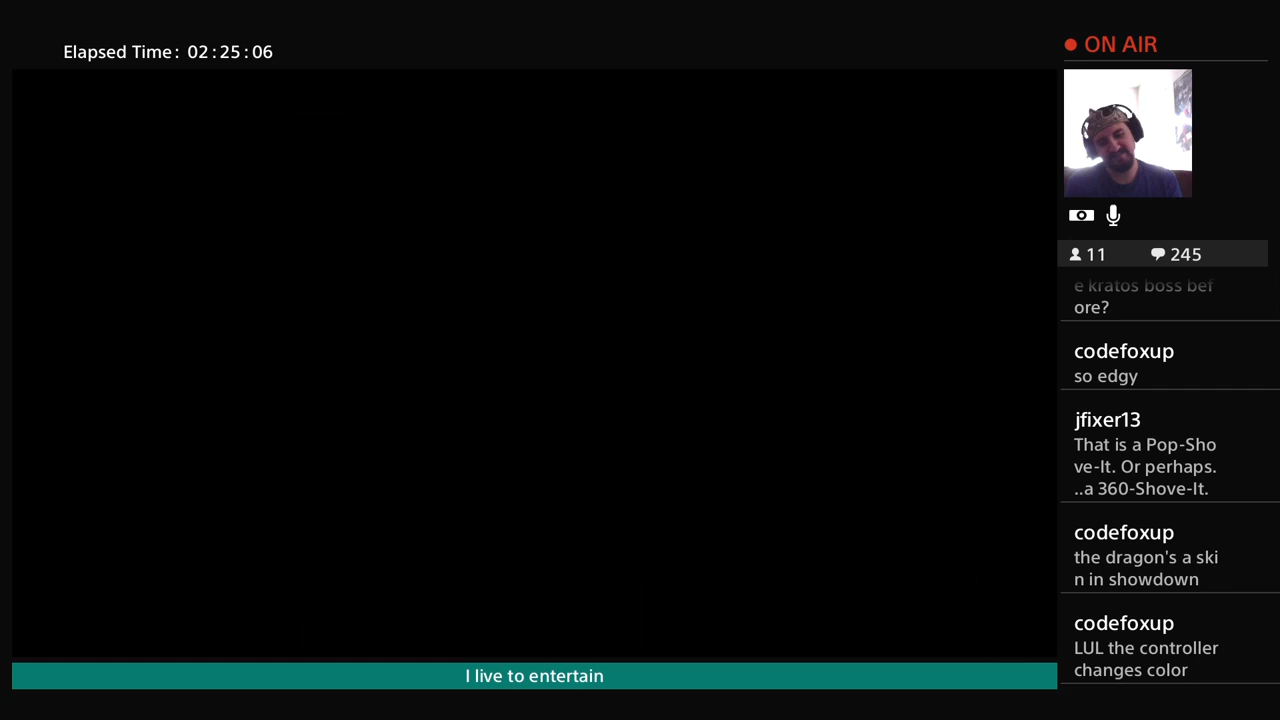 Elapsed Time: 02:25:06
ON AIR
11 245
e kratos boss bef
ore?
codefoxup
so edgy
jfixer13
That is a Pop-Sho
ve-It. Or perhaps.
..a 360-Shove-It.
codefoxup
the dragon's a ski
n in showdown
codefoxup
LUL the controller
changes color
I live to entertain